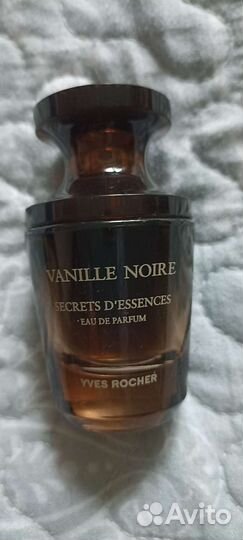 VANILLE NOIRE
SECRETS D'ESSENCES
EAU DE PARFUM
YVES ROCHER
Avito